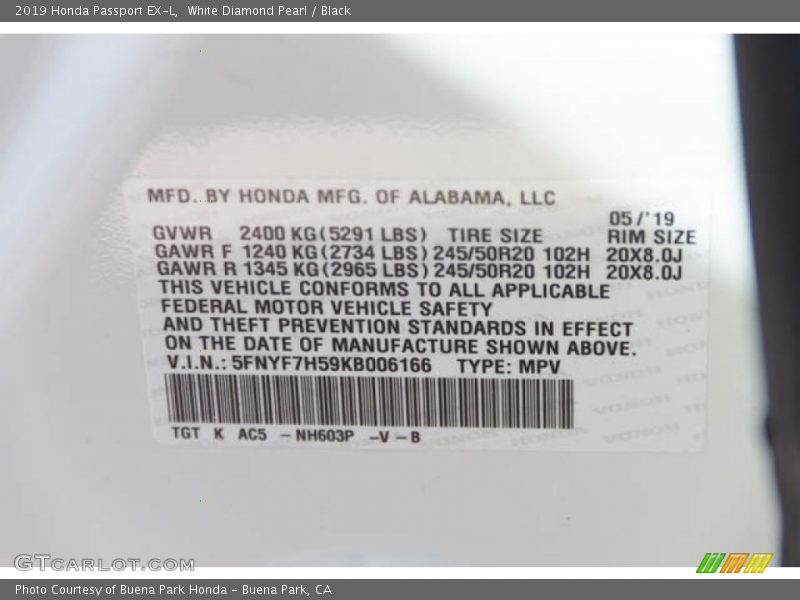 2019 Honda Passport EX-L, White Diamond Pearl / Black
MFD. BY HONDA MFG. OF ALABAMA, LLC
05/'19
GVWR 2400 KG(5291 LBS) TIRE SIZE RIM SIZE
GAWR F 1240 KG(2734 LBS) 245/50R20 102H 20X8.0J
GAWR R 1345 KG(2965 LBS) 245/50R20 102H 20X8.0J
THIS VEHICLE CONFORMS TO ALL APPLICABLE
FEDERAL MOTOR VEHICLE SAFETY
AND THEFT PREVENTION STANDARDS IN EFFECT
ON THE DATE OF MANUFACTURE SHOWN ABOVE.
V.I.N.: 5FNYF7H59KB006166 TYPE: MPV
TGT K AC5 -NH603P -V-B
GTCARLOT.COM
Photo Courtesy of Buena Park Honda - Buena Park, CA